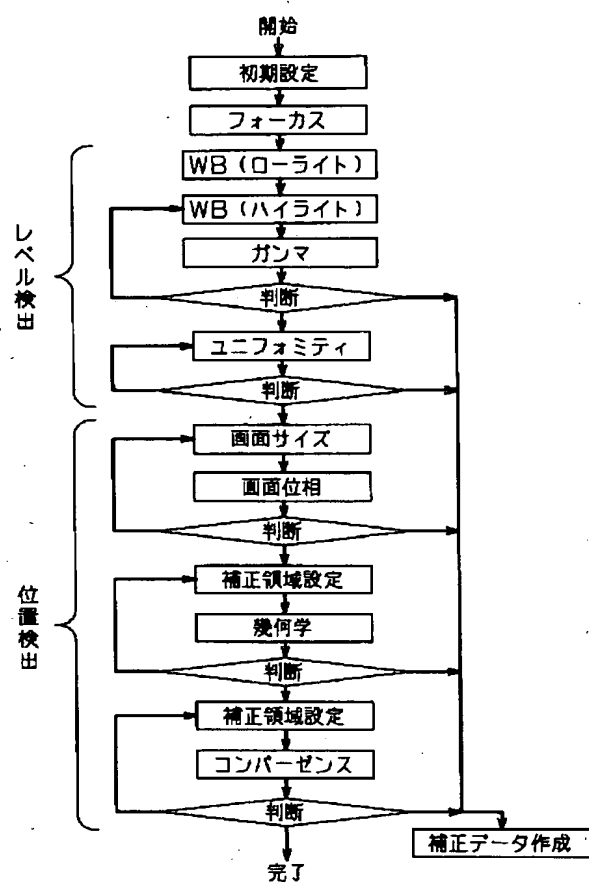 開始
初期設定
フォーカス
WB(ローライト)
WB(ハイライト)
ガンマ
判断
ユニフォミティ
判断
レベル検出
画面サイズ
画面位相
判断
補正領域設定
幾何学
判断
補正領域設定
コンバーゼンス
判断
位置検出
補正データ作成
完了